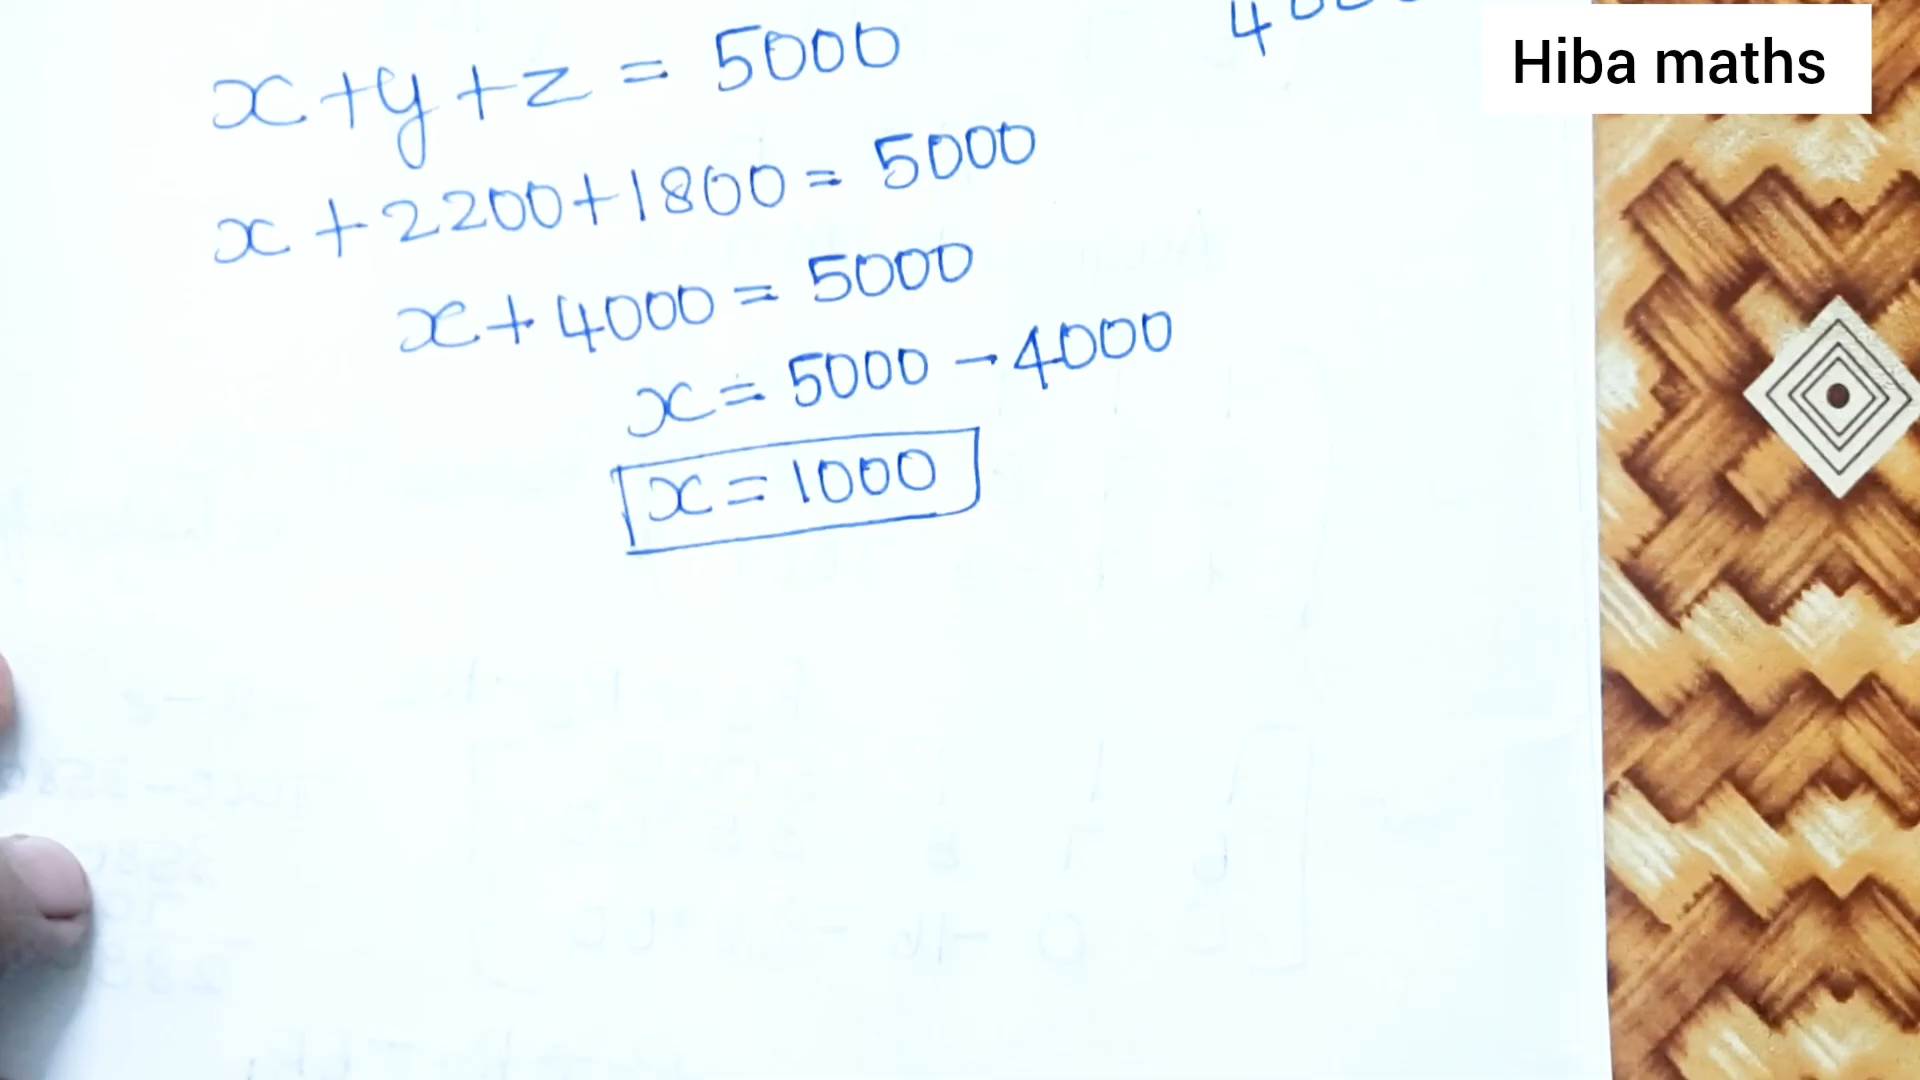 x + y + z = 5000
Hiba maths
x + 2200 + 1800 = 5000
x + 4000 = 5000
x = 5000 - 4000
x = 1000